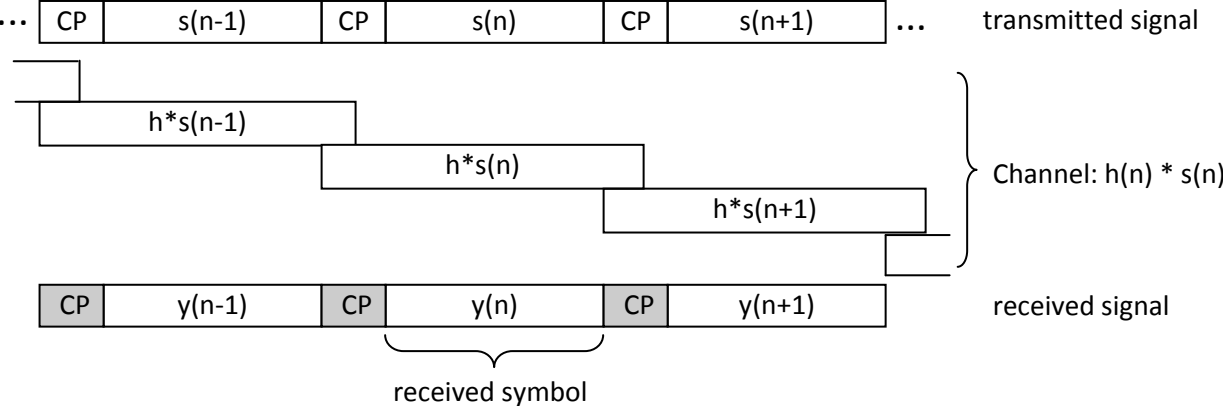 ... CP s(n-1) CP s(n) CP s(n+1) ... transmitted signal
h*s(n-1)
h*s(n)
Channel: h(n) * s(n)
h*s(n+1)
CP y(n-1) CP y(n) CP y(n+1) received signal
received symbol